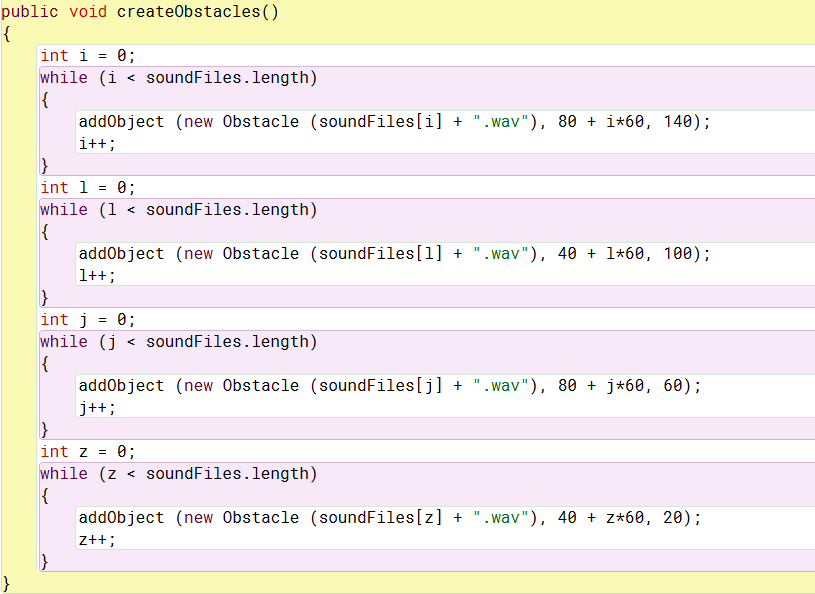 public void createObstacles()
{
    int i = 0;
    while (i < soundFiles.length)
    {
        addObject (new Obstacle (soundFiles[i] + ".wav"), 80 + i*60, 140);
        i++;
    }
    int l = 0;
    while (l < soundFiles.length)
    {
        addObject (new Obstacle (soundFiles[l] + ".wav"), 40 + l*60, 100);
        l++;
    }
    int j = 0;
    while (j < soundFiles.length)
    {
        addObject (new Obstacle (soundFiles[j] + ".wav"), 80 + j*60, 60);
        j++;
    }
    int z = 0;
    while (z < soundFiles.length)
    {
        addObject (new Obstacle (soundFiles[z] + ".wav"), 40 + z*60, 20);
        z++;
    }
}